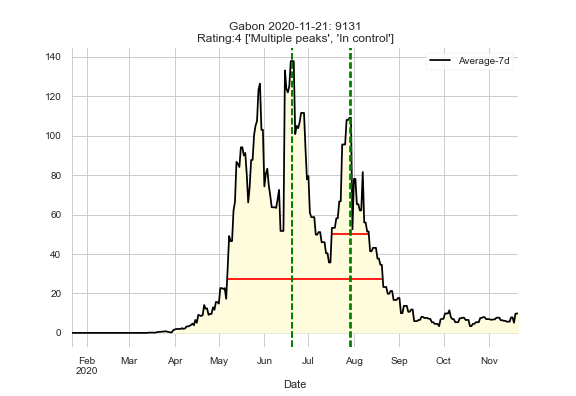 Gabon 2020-11-21: 9131
Rating:4 ['Multiple peaks', 'In control']
Average-7d
140
120
100
80
60
40
20
0
Feb Mar Apr May Jun Jul Aug Sep Oct Nov
2020
Date